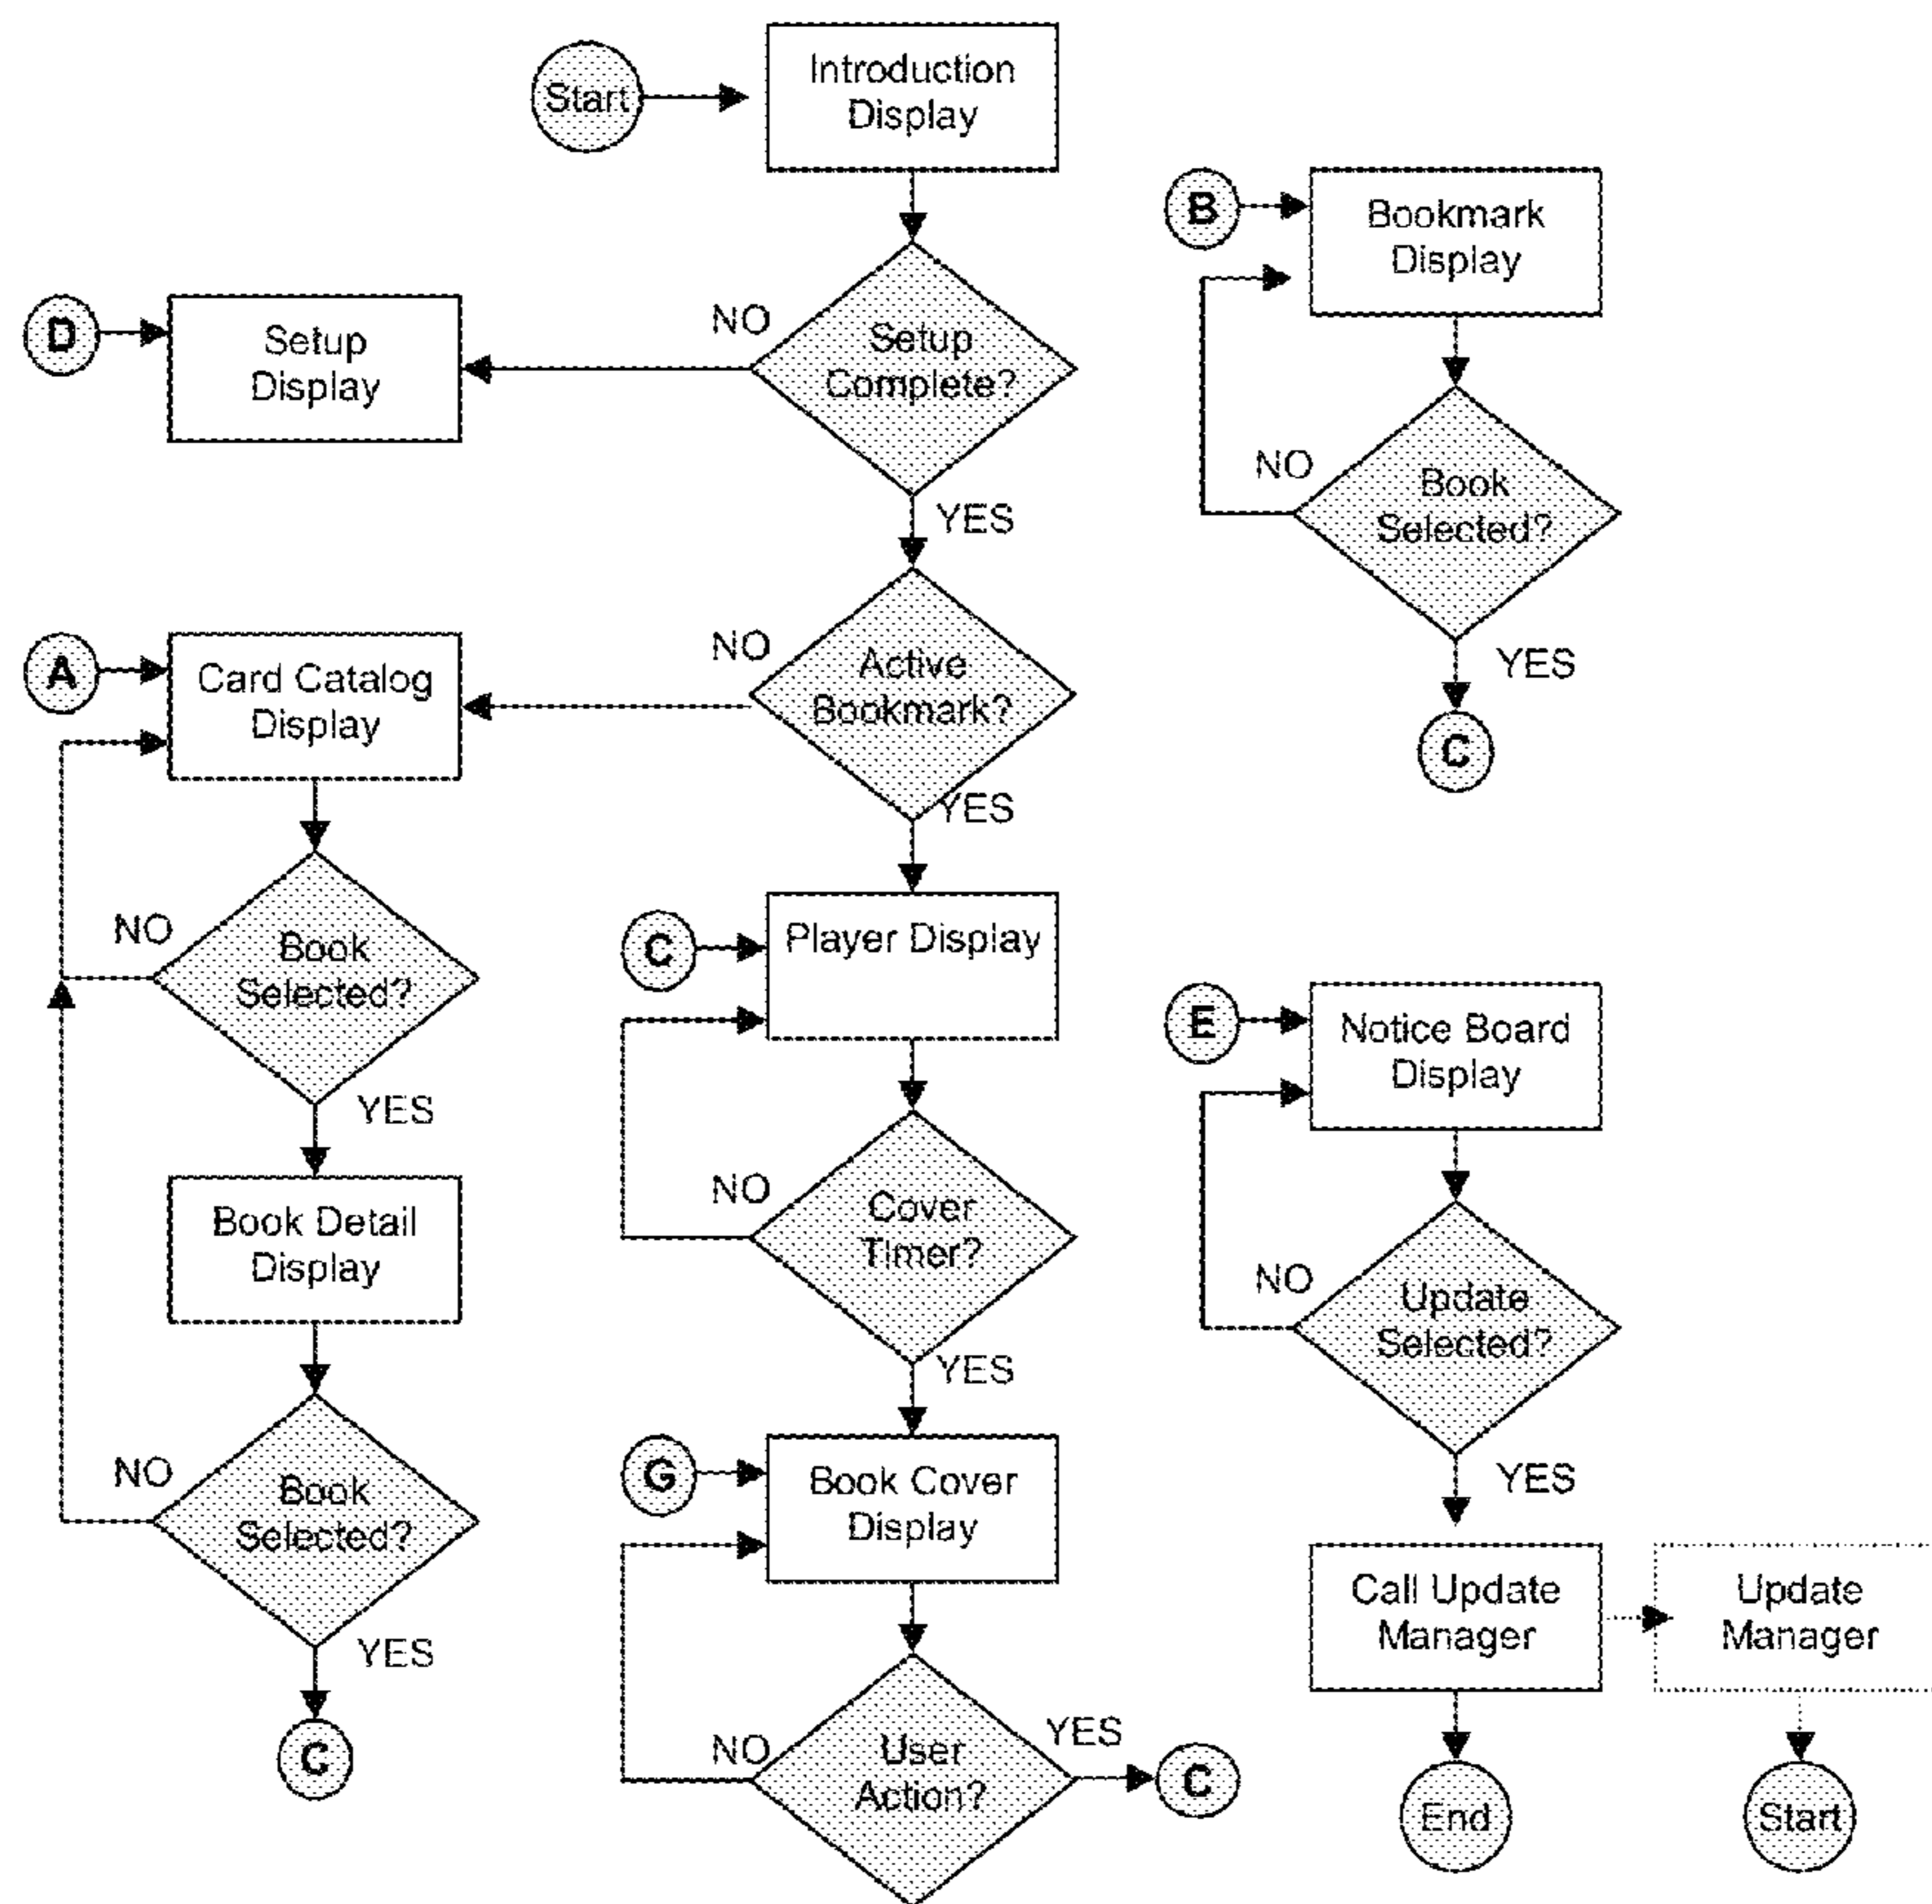 Start
Introduction
Display
B
Bookmark
Display
D
Setup
Display
NO
Setup
Complete?
YES
NO
Book
Selected?
YES
C
A
Card Catalog
Display
NO
Active
Bookmark?
YES
NO
Book
Selected?
YES
C
Player Display
E
Notice Board
Display
Book Detail
Display
NO
Cover
Timer?
YES
NO
Update
Selected?
YES
NO
Book
Selected?
YES
C
G
Book Cover
Display
NO
User
Action?
YES
C
Call Update
Manager
Update
Manager
End
Start